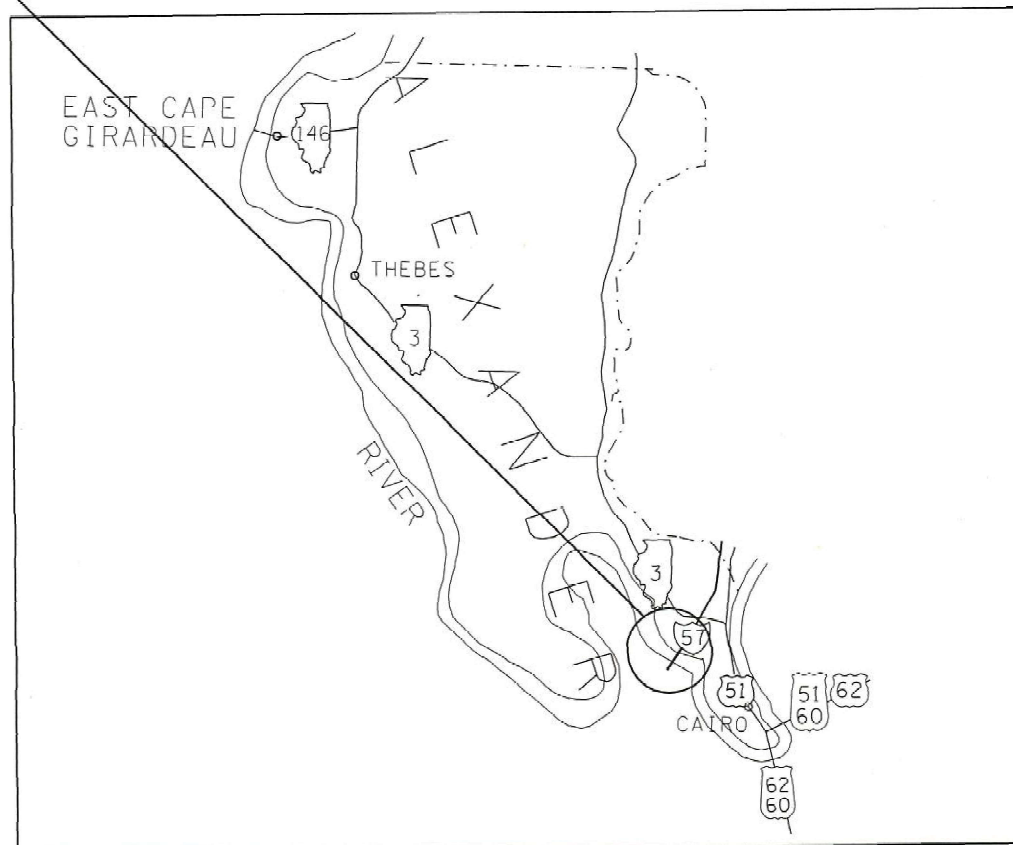 EAST CAPE
GIRARDEAU
146
ALEXANDER
THEBES
3
RIVER
3
57
51
51
60
62
CAIRO
62
60